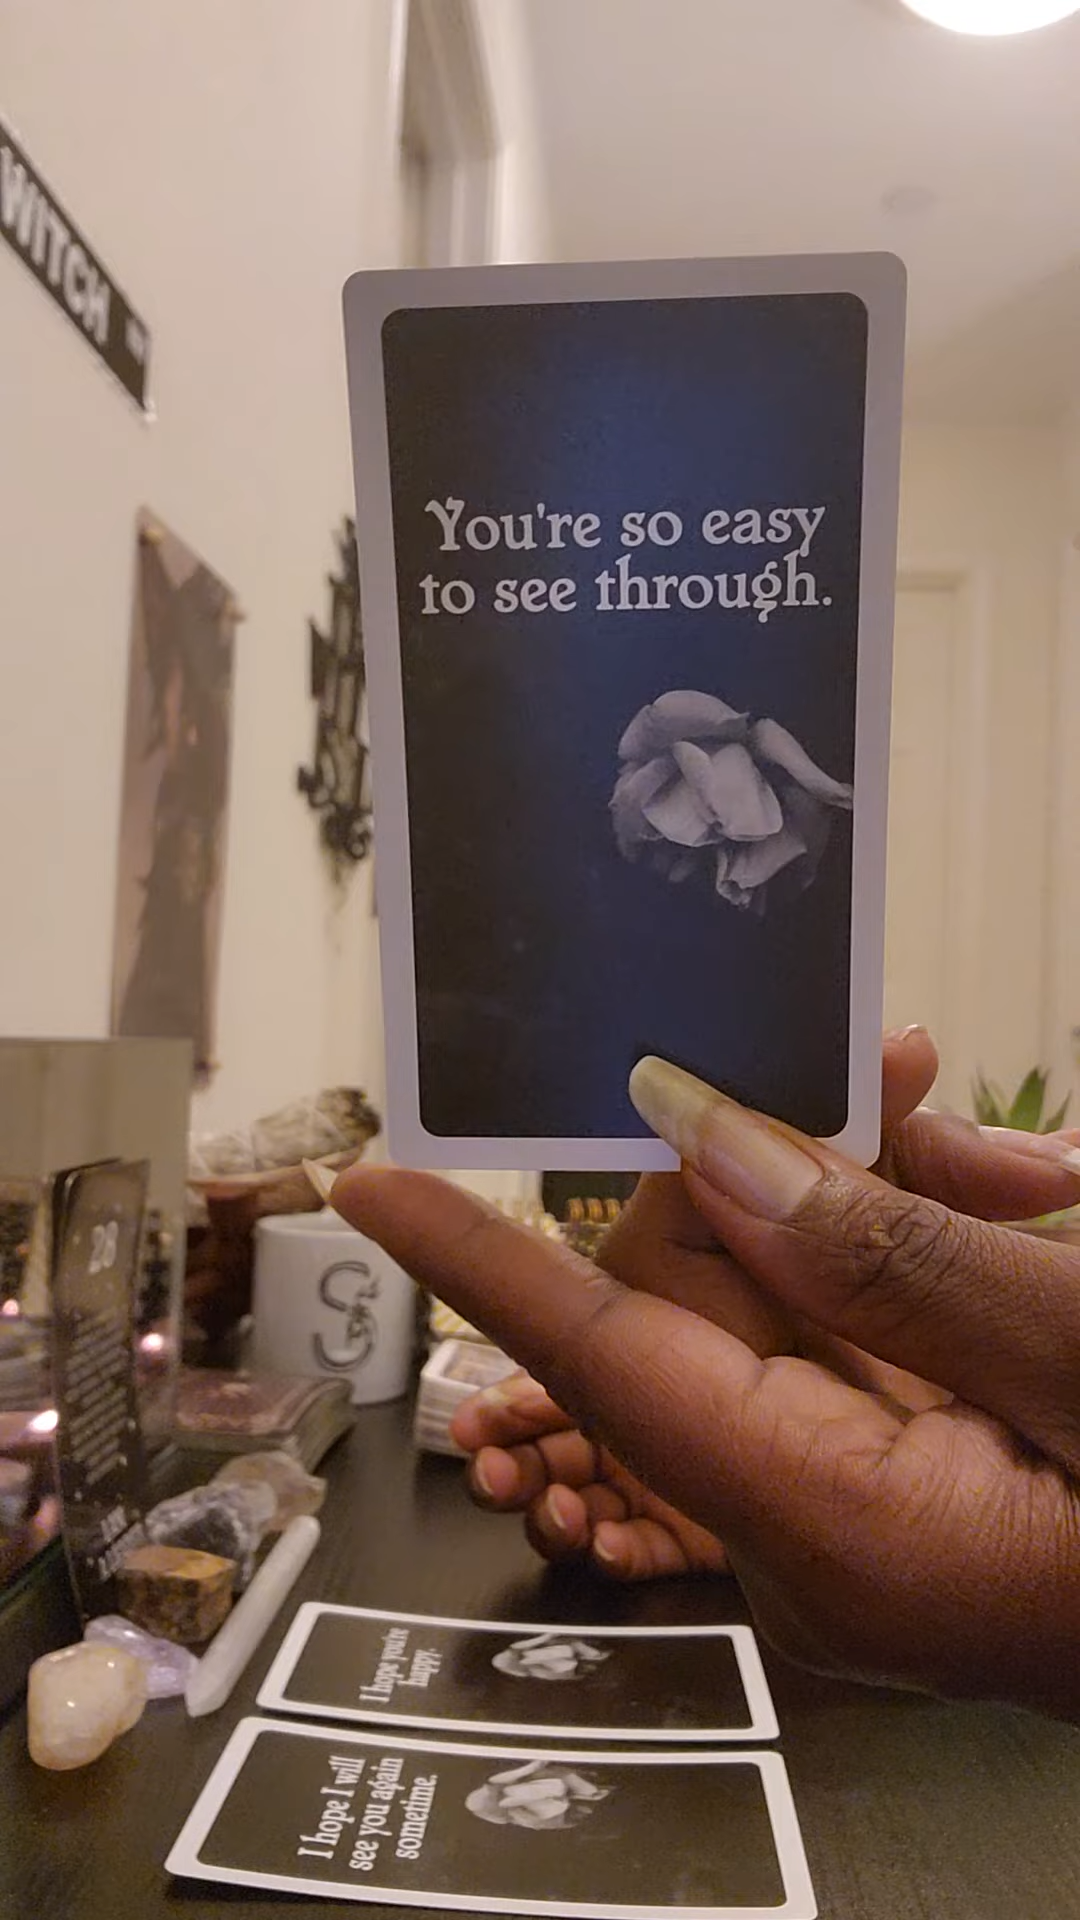 WITCH
You're so easy
to see through.
28
I hope you're
happy.
I hope I will
see you again
sometime.